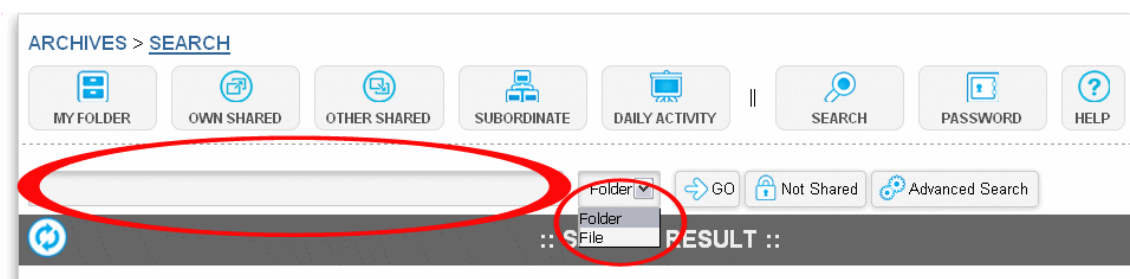 ARCHIVES > SEARCH
MY FOLDER OWN SHARED OTHER SHARED SUBORDINATE DAILY ACTIVITY || SEARCH PASSWORD HELP
Folder GO Not Shared Advanced Search
Folder
File
:: S RESULT ::